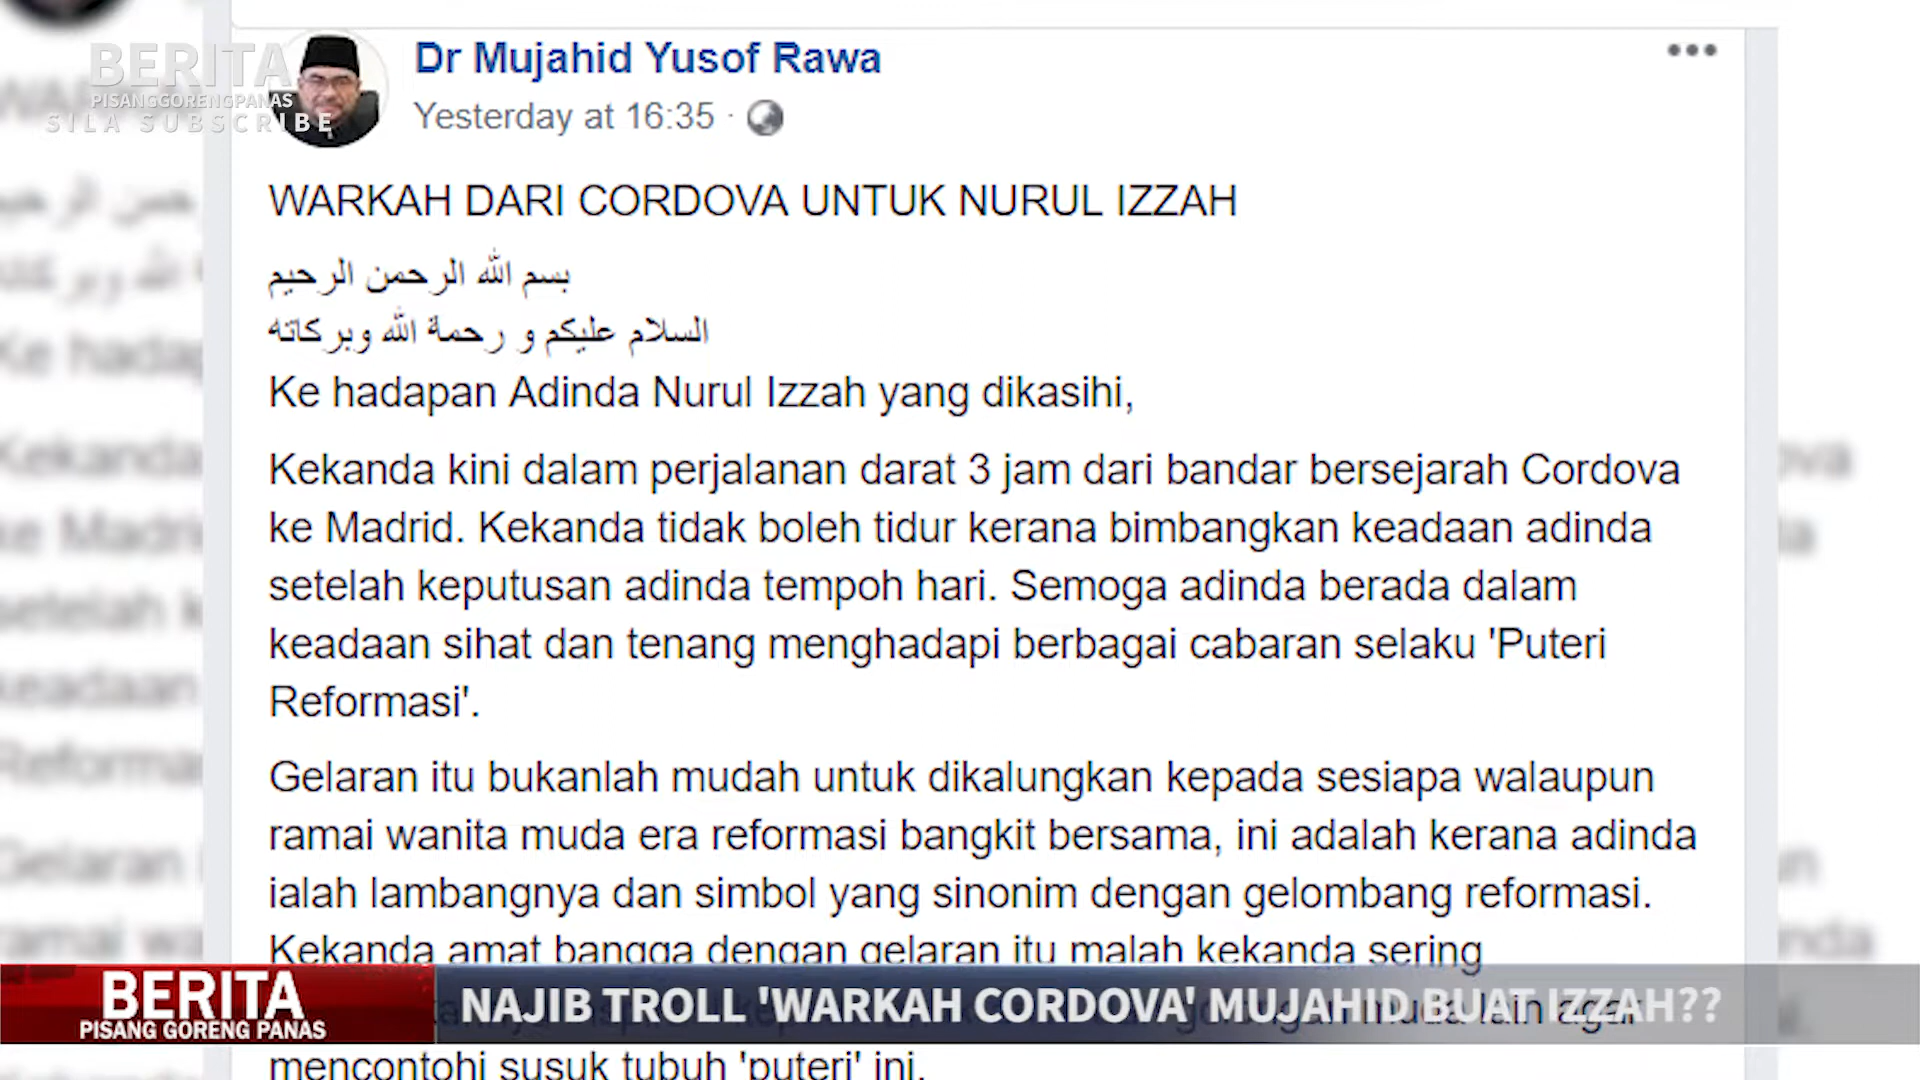 BERITA
PISANGGORENGPANAS
SILA SUBSCRIBE
Dr Mujahid Yusof Rawa
Yesterday at 16:35 ·
WARKAH DARI CORDOVA UNTUK NURUL IZZAH
بسم الله الرحمن الرحيم
السلام عليكم و رحمة الله وبركاته
Ke hadapan Adinda Nurul Izzah yang dikasihi,
Kekanda kini dalam perjalanan darat 3 jam dari bandar bersejarah Cordova
ke Madrid. Kekanda tidak boleh tidur kerana bimbangkan keadaan adinda
setelah keputusan adinda tempoh hari. Semoga adinda berada dalam
keadaan sihat dan tenang menghadapi berbagai cabaran selaku 'Puteri
Reformasi'.
Gelaran itu bukanlah mudah untuk dikalungkan kepada sesiapa walaupun
ramai wanita muda era reformasi bangkit bersama, ini adalah kerana adinda
ialah lambangnya dan simbol yang sinonim dengan gelombang reformasi.
Kekanda amat bangga dengan gelaran itu malah kekanda sering
muda lain agar
mencontohi susuk tubuh 'puteri' ini.
BERITA
PISANG GORENG PANAS
NAJIB TROLL 'WARKAH CORDOVA' MUJAHID BUAT IZZAH??